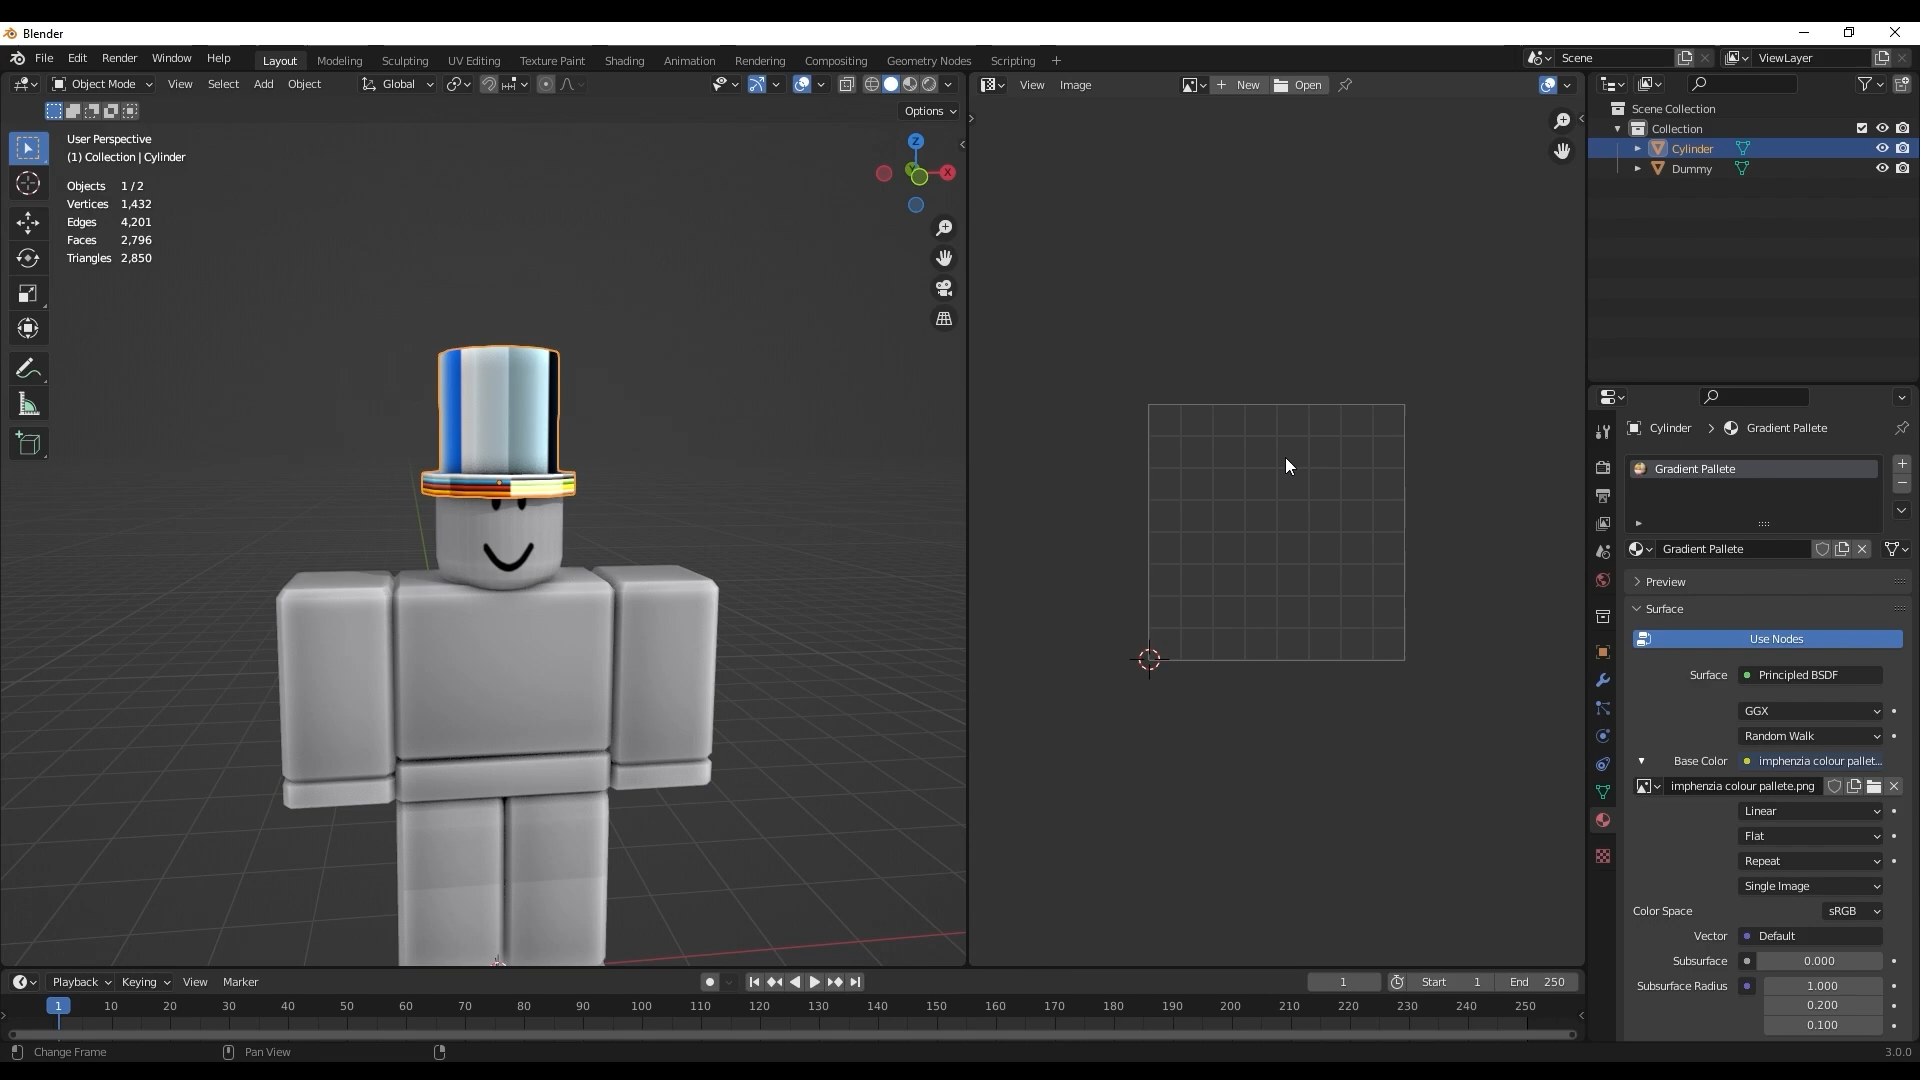 Blender
File Edit Render Window Help
Layout Modeling Sculpting UV Editing Texture Paint Shading Animation Rendering Compositing Geometry Nodes Scripting +
Scene
ViewLayer
Object Mode View Select Add Object
Global
View Image
New Open
Options
User Perspective
(1) Collection | Cylinder
Objects 1 / 2
Vertices 1,432
Edges 4,201
Faces 2,796
Triangles 2,850
Z
X
Scene Collection
Collection
Cylinder
Dummy
Cylinder > Gradient Pallete
Gradient Pallete
Gradient Pallete
Preview
Surface
Use Nodes
Surface Principled BSDF
GGX
Random Walk
Base Color imphenzia colour pallet...
imphenzia colour pallete.png
Linear
Flat
Repeat
Single Image
Color Space sRGB
Vector Default
Subsurface 0.000
Subsurface Radius 1.000
0.200
0.100
Playback Keying View Marker
1 Start 1 End 250
1 10 20 30 40 50 60 70 80 90 100 110 120 130 140 150 160 170 180 190 200 210 220 230 240 250
Change Frame Pan View
3.0.0